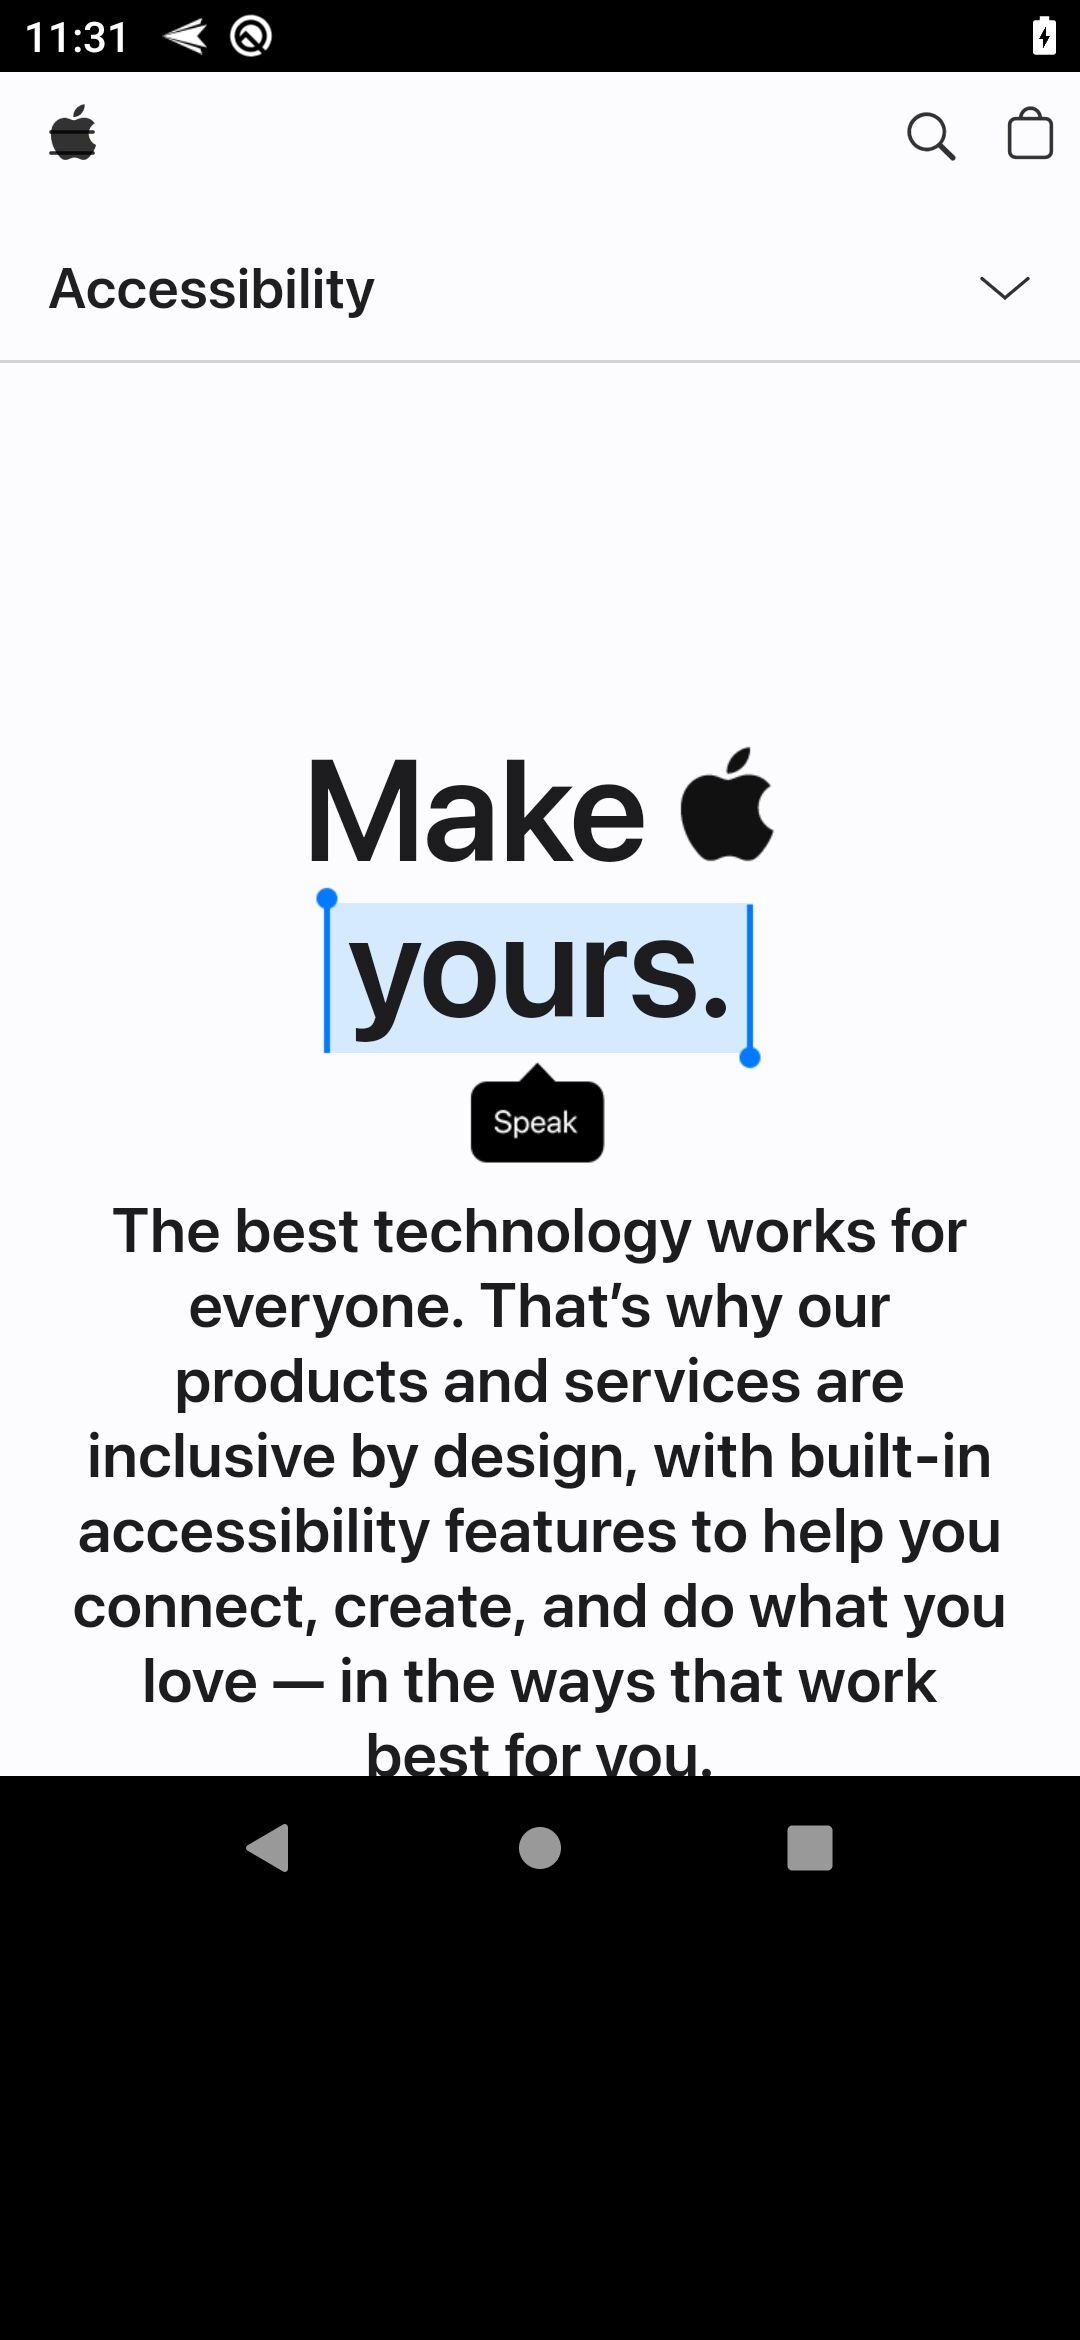 11:31
Accessibility
Make
yours.
Speak
The best technology works for
everyone. That’s why our
products and services are
inclusive by design, with built-in
accessibility features to help you
connect, create, and do what you
love — in the ways that work
best for you.